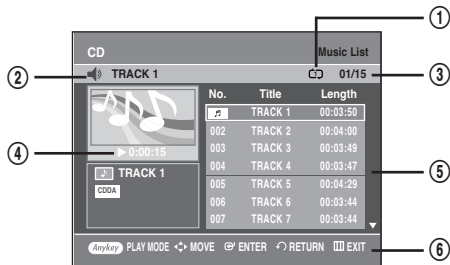 ①
CD Music List
② TRACK 1 01/15 ③
No. Title Length
TRACK 1 00:03:50
002 TRACK 2 00:04:00
003 TRACK 3 00:03:49
④ 0:00:15
004 TRACK 4 00:03:47
TRACK 1
⑤
CDDA
005 TRACK 5 00:04:29
006 TRACK 6 00:03:44
007 TRACK 7 00:03:44
Anykey PLAY MODE MOVE ENTER RETURN EXIT ⑥